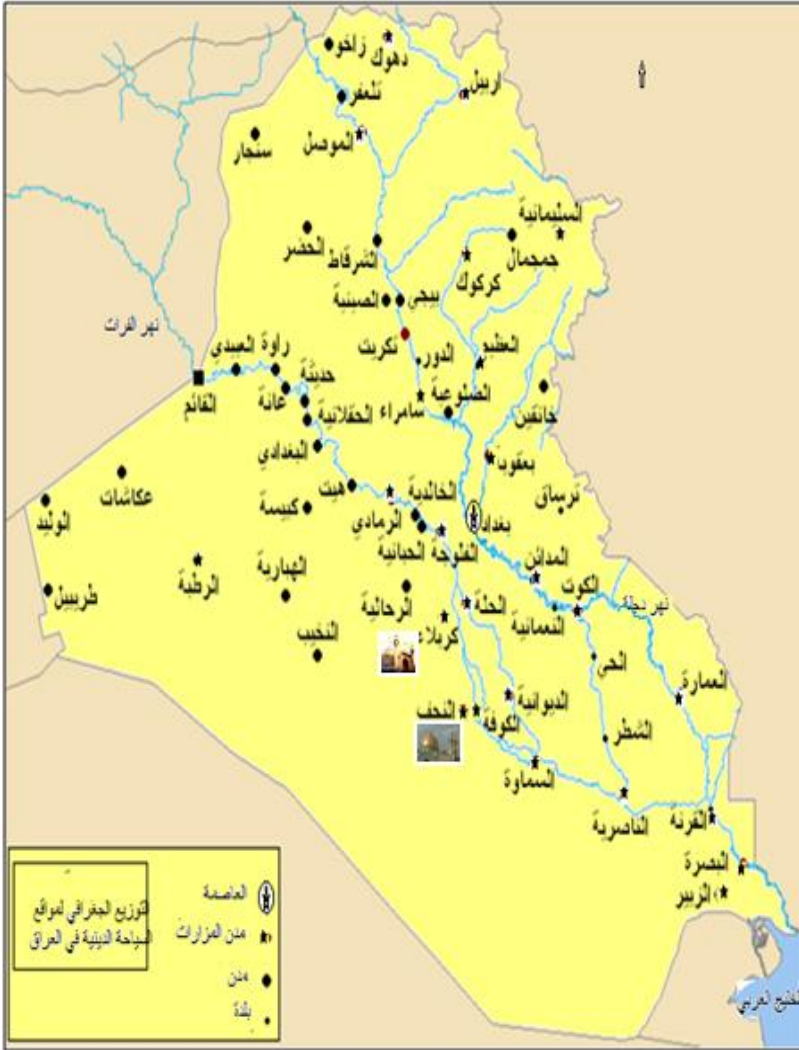 زاخو
دهوك
اربيل
تلعفر
الموصل
سنجار
السليمانية
جمجمال
كركوك
الحضر
الشرقاط
بيجي
الصينية
تكريت
الدور
العظيم
نهر الفرات
العبيدي
راوة
حديثة
عانة
القائم
الحقلانية
سامراء
الضلوعية
خانقين
البغدادي
بعقوبة
عكاشات
هيت
الخالدية
ترساق
الوليد
كبيسة
الرمادي
بغداد
الحبانية
الفلوجة
المدائن
الرطبة
الهبارية
الكوت
طريبيل
الرحالية
الحلة
النعمانية
نهر دجلة
كربلاء
النخيب
الحي
العمارة
الديوانية
النجف
الكوفة
الشطر
السماوة
الناصرية
القرنه
البصرة
الزبير
العاصمة
مدن المزارات
مدن
بلدة
التوزيع الجغرافي لمواقع
السياحة الدينية في العراق
الخليج العربي